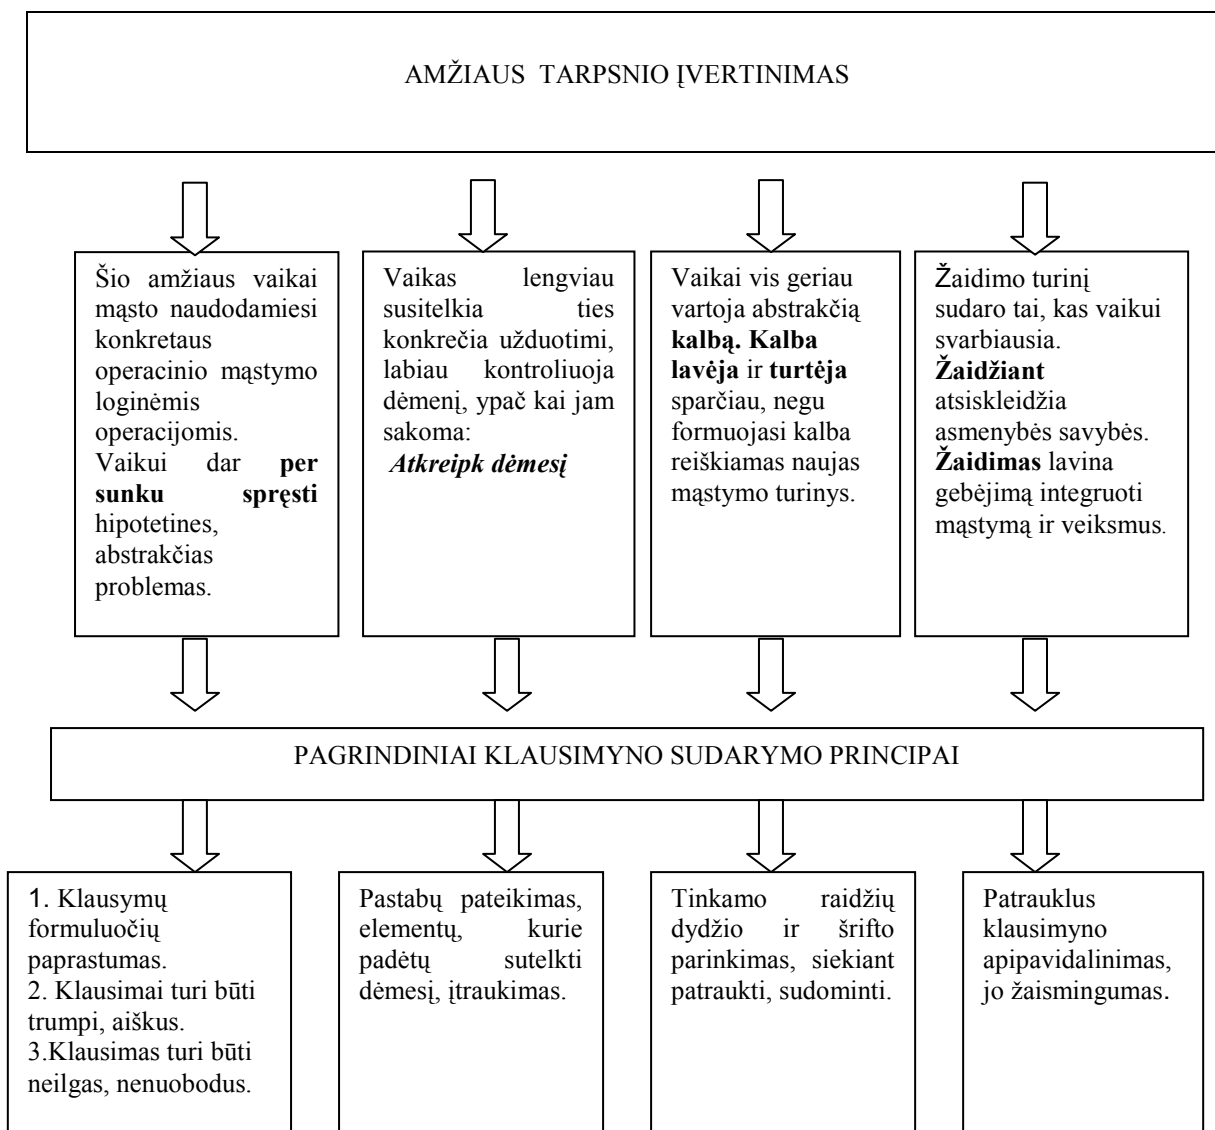 AMŽIAUS TARPSNIO ĮVERTINIMAS
Šio amžiaus vaikai
mąsto naudodamiesi
konkretaus
operacinio mąstymo
loginėmis
operacijomis.
Vaikui dar per
sunku spręsti
hipotetines,
abstrakčias
problemas.
Vaikas lengviau
susitelkia ties
konkrečia užduotimi,
labiau kontroliuoja
dėmenį, ypač kai jam
sakoma:
Atkreipk dėmesį
Vaikai vis geriau
vartoja abstrakčią
kalbą. Kalba
lavėja ir turtėja
sparčiau, negu
formuojasi kalba
reiškiamas naujas
mąstymo turinys.
Žaidimo turinį
sudaro tai, kas vaikui
svarbiausia.
Žaidžiant
atsiskleidžia
asmenybės savybės.
Žaidimas lavina
gebėjimą integruoti
mąstymą ir veiksmus.
PAGRINDINIAI KLAUSIMYNO SUDARYMO PRINCIPAI
1. Klausymų
formuluočių
paprastumas.
2. Klausimai turi būti
trumpi, aiškus.
3.Klausimas turi būti
neilgas, nenuobodus.
Pastabų pateikimas,
elementų, kurie
padėtų sutelkti
dėmesį, įtraukimas.
Tinkamo raidžių
dydžio ir šrifto
parinkimas, siekiant
patraukti, sudominti.
Patrauklus
klausimyno
apipavidalinimas,
jo žaismingumas.